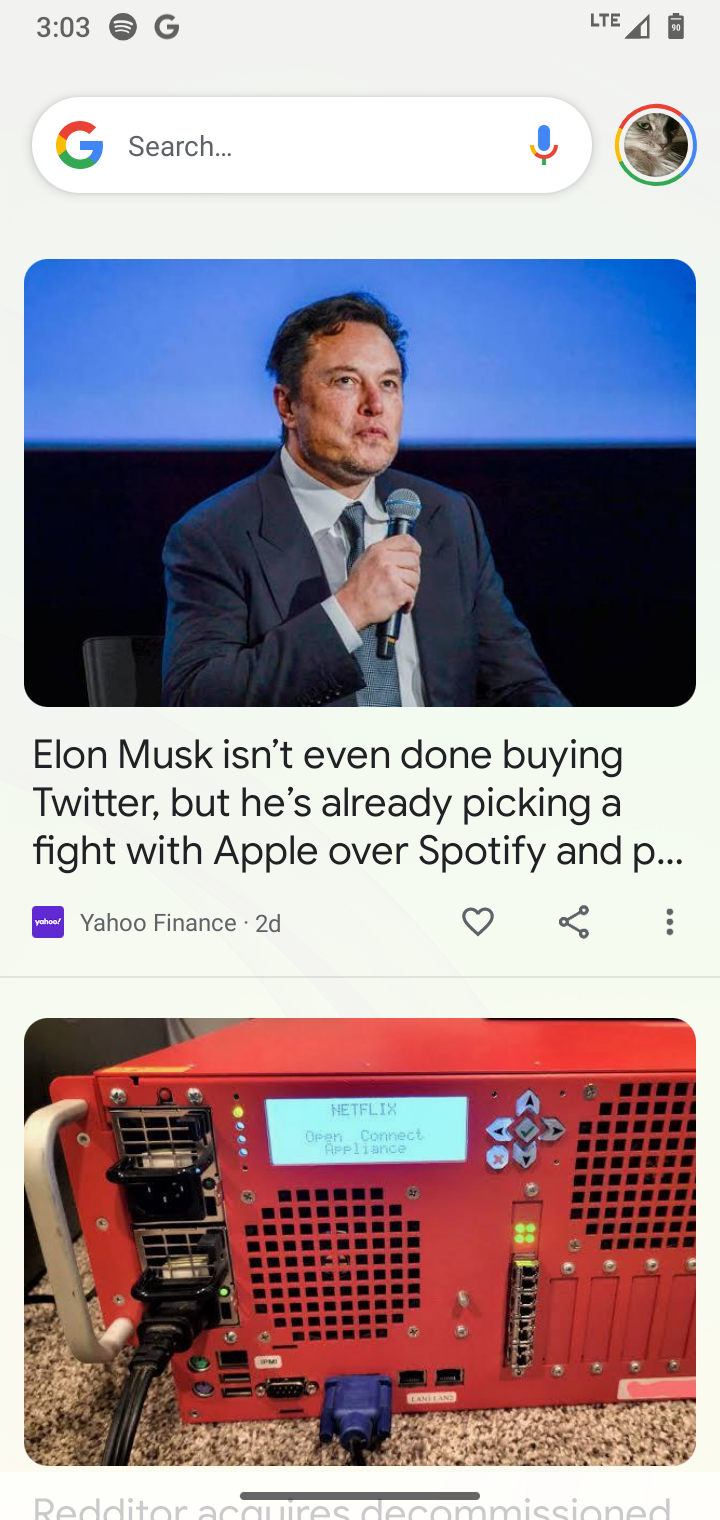 3:03
LTE
90
Search...
Elon Musk isn't even done buying
Twitter, but he's already picking a
fight with Apple over Spotify and p...
yahoo!
Yahoo Finance · 2d
NETFLIX
Open Connect
Appliance
IPMI
LAN1 LAN2
Redditor acquires decommissioned